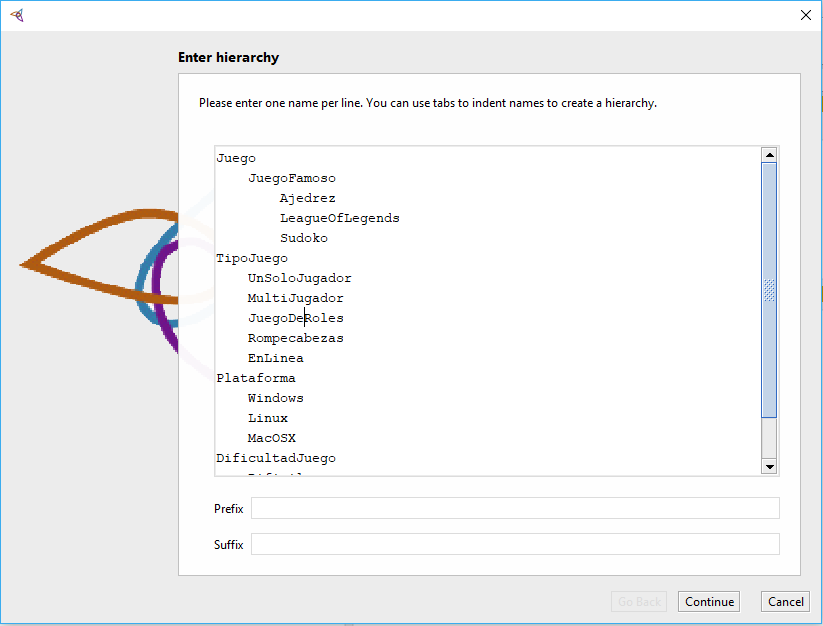 Enter hierarchy
Please enter one name per line. You can use tabs to indent names to create a hierarchy.
Juego
JuegoFamoso
Ajedrez
LeagueOfLegends
Sudoko
TipoJuego
UnSoloJugador
MultiJugador
JuegoDeRoles
Rompecabezas
EnLinea
Plataforma
Windows
Linux
MacOSX
DificultadJuego
Prefix
Suffix
Go Back
Continue
Cancel